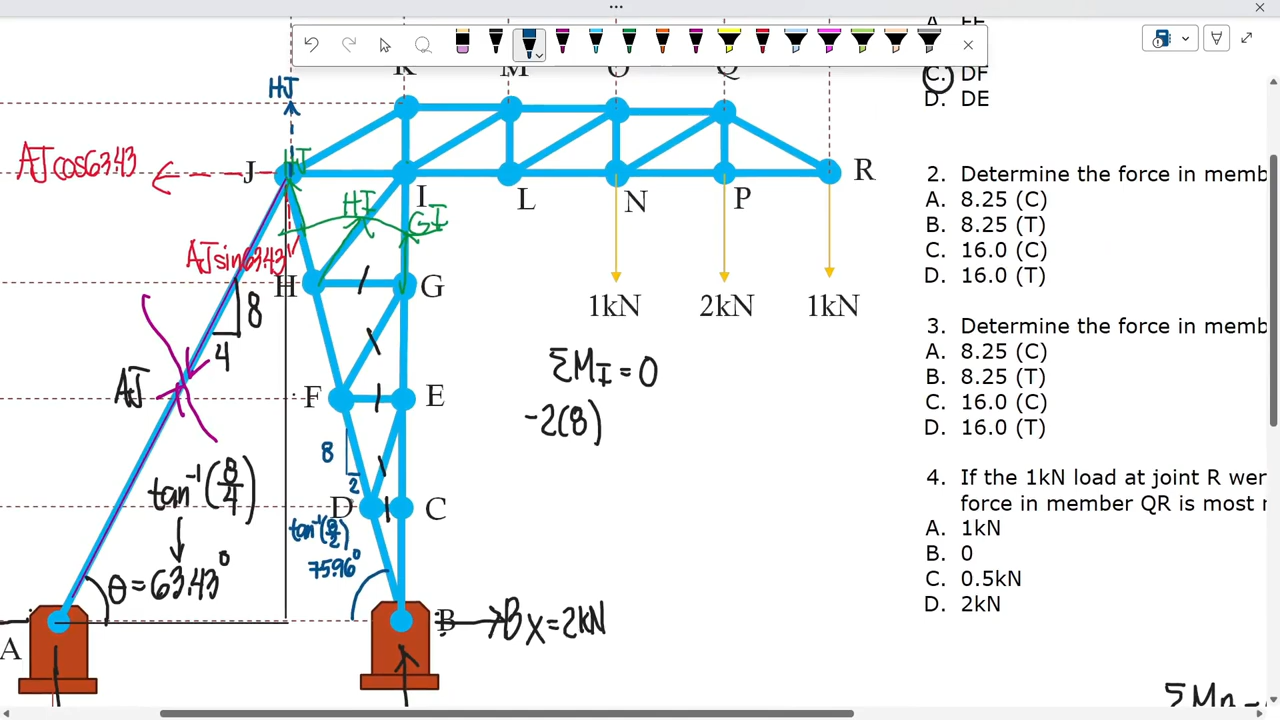 K M O Q
HJ
AJcos63.43
J
HJ
R
HI
I
GI
L
N
P
AJsin63.43
H
G
8
4
1kN
2kN
1kN
ΣM_I = 0
-2(8)
AJ
F
E
8
2
tan⁻¹(8/4)
D
C
tan⁻¹(8/2)
75.96°
θ = 63.43°
A
B
Bx = 2kN
C. DF
D. DE
2. Determine the force in memb
A. 8.25 (C)
B. 8.25 (T)
C. 16.0 (C)
D. 16.0 (T)
3. Determine the force in memb
A. 8.25 (C)
B. 8.25 (T)
C. 16.0 (C)
D. 16.0 (T)
4. If the 1kN load at joint R wer
force in member QR is most
A. 1kN
B. 0
C. 0.5kN
D. 2kN